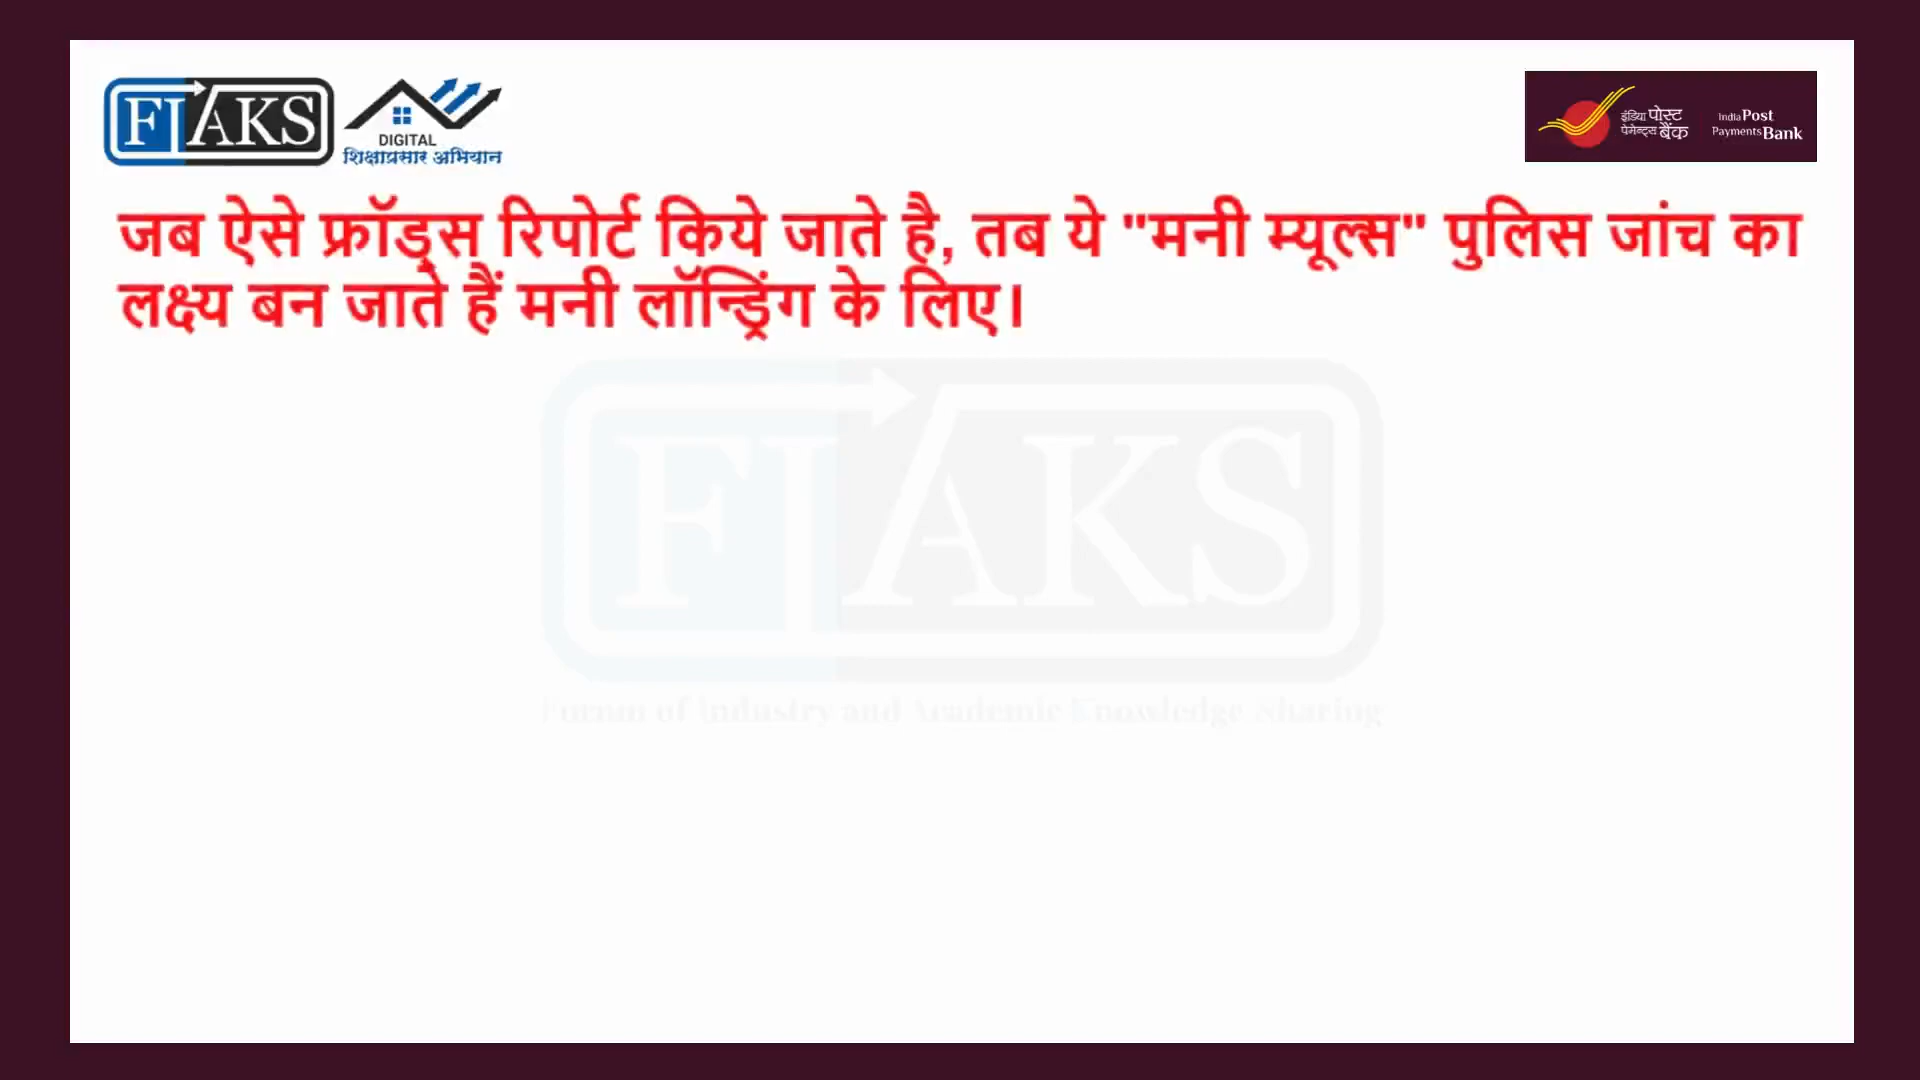 FIAKS
DIGITAL
शिक्षाप्रसार अभियान
इंडिया पोस्ट
पेमेन्ट्स बैंक
India Post
Payments Bank
जब ऐसे फ्रॉड्स रिपोर्ट किये जाते है, तब ये "मनी म्यूल्स" पुलिस जांच का
लक्ष्य बन जाते हैं मनी लॉन्ड्रिंग के लिए।
FIAKS
Forum of Industry and Academic Knowledge Sharing